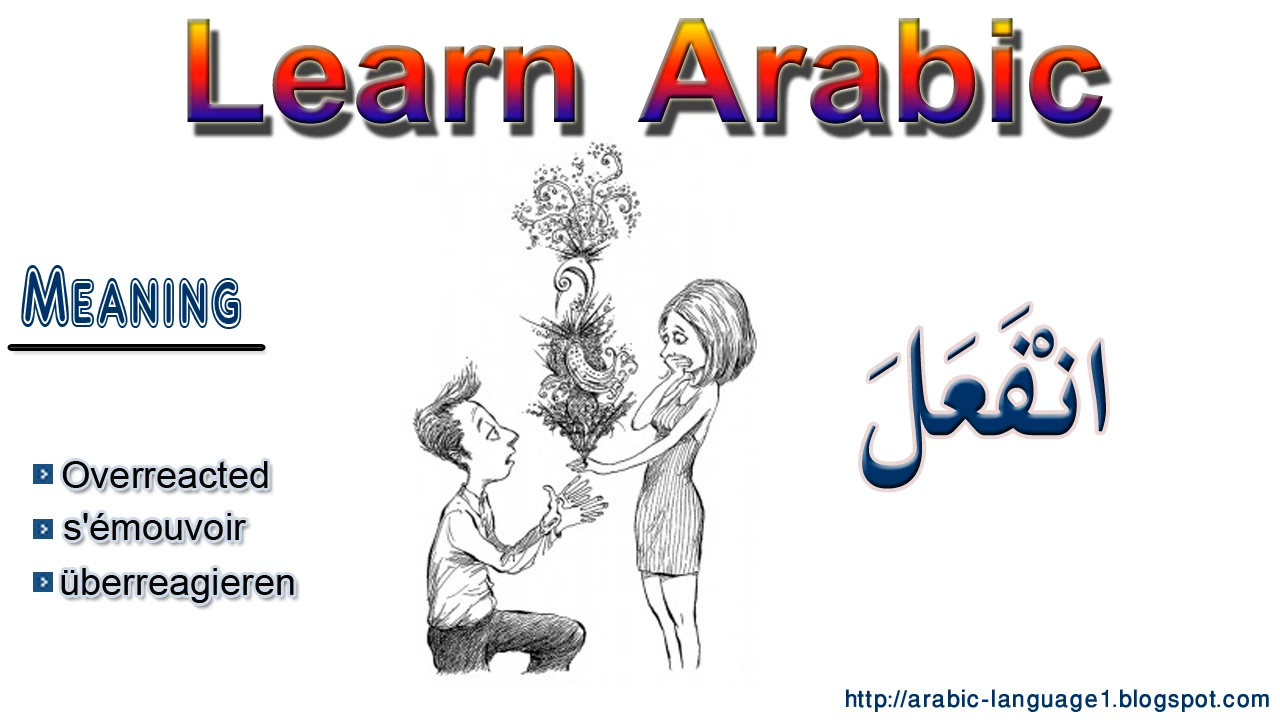 Learn Arabic
MEANING
انْفَعَلَ
Overreacted
s'émouvoir
überreagieren
http://arabic-language1.blogspot.com